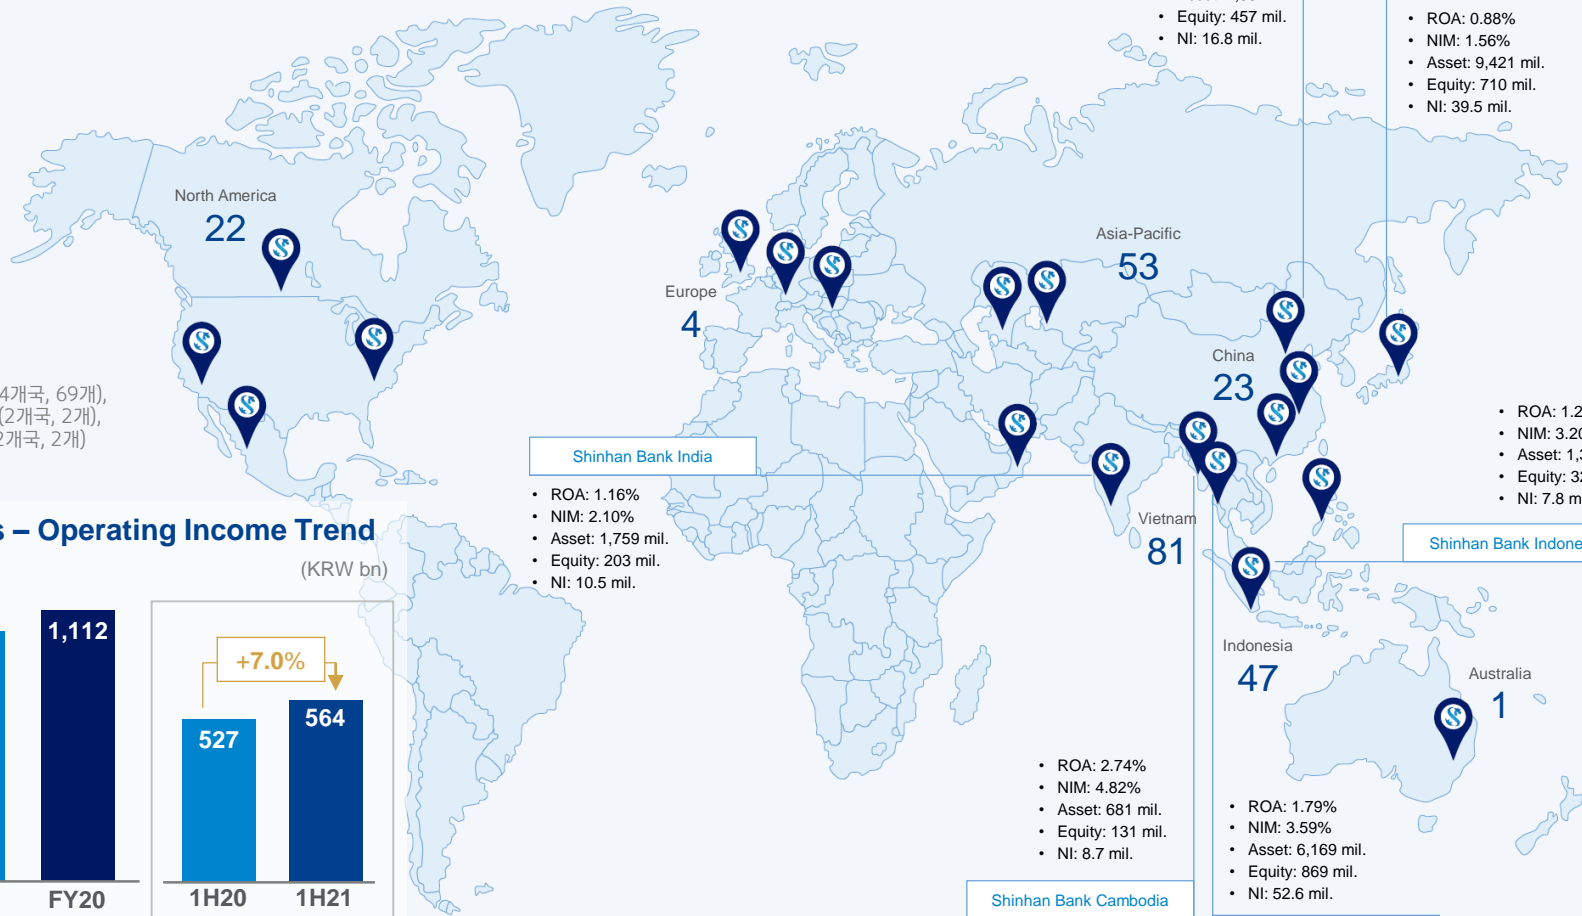 • Equity: 457 mil.
• NI: 16.8 mil.
• ROA: 0.88%
• NIM: 1.56%
• Asset: 9,421 mil.
• Equity: 710 mil.
• NI: 39.5 mil.
North America
22
Europe
4
Asia-Pacific
53
China
23
4개국, 69개),
(2개국, 2개),
2개국, 2개)
Shinhan Bank India
• ROA: 1.16%
• NIM: 2.10%
• Asset: 1,759 mil.
• Equity: 203 mil.
• NI: 10.5 mil.
Vietnam
81
• ROA: 1.2
• NIM: 3.20
• Asset: 1,3
• Equity: 32
• NI: 7.8 m
Shinhan Bank Indone
Indonesia
47
Australia
1
s – Operating Income Trend
(KRW bn)
1,112
FY20
+7.0%
527
564
1H20
1H21
• ROA: 2.74%
• NIM: 4.82%
• Asset: 681 mil.
• Equity: 131 mil.
• NI: 8.7 mil.
Shinhan Bank Cambodia
• ROA: 1.79%
• NIM: 3.59%
• Asset: 6,169 mil.
• Equity: 869 mil.
• NI: 52.6 mil.